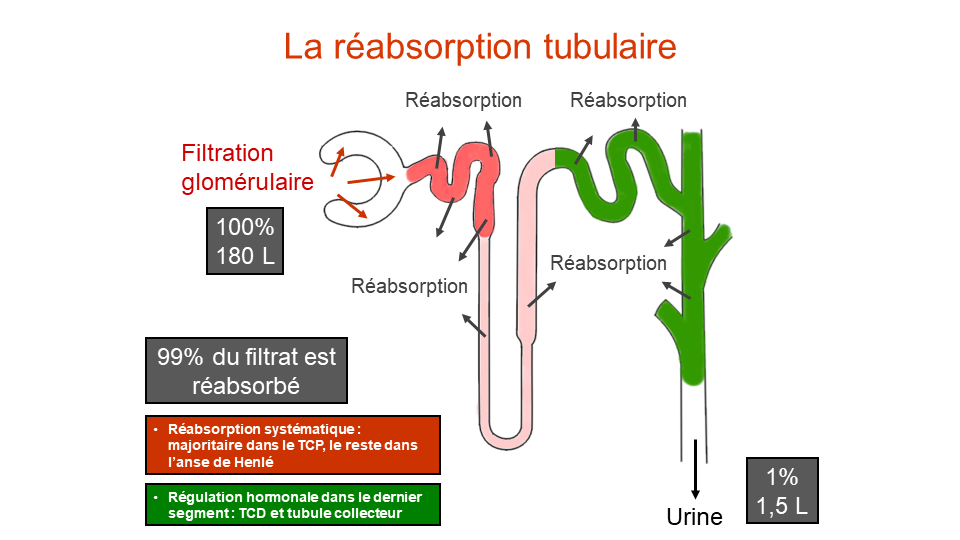 La réabsorption tubulaire
Réabsorption
Réabsorption
Filtration
glomérulaire
100%
180 L
Réabsorption
Réabsorption
99% du filtrat est
réabsorbé
• Réabsorption systématique :
majoritaire dans le TCP, le reste dans
l’anse de Henlé
• Régulation hormonale dans le dernier
segment : TCD et tubule collecteur
1%
1,5 L
Urine